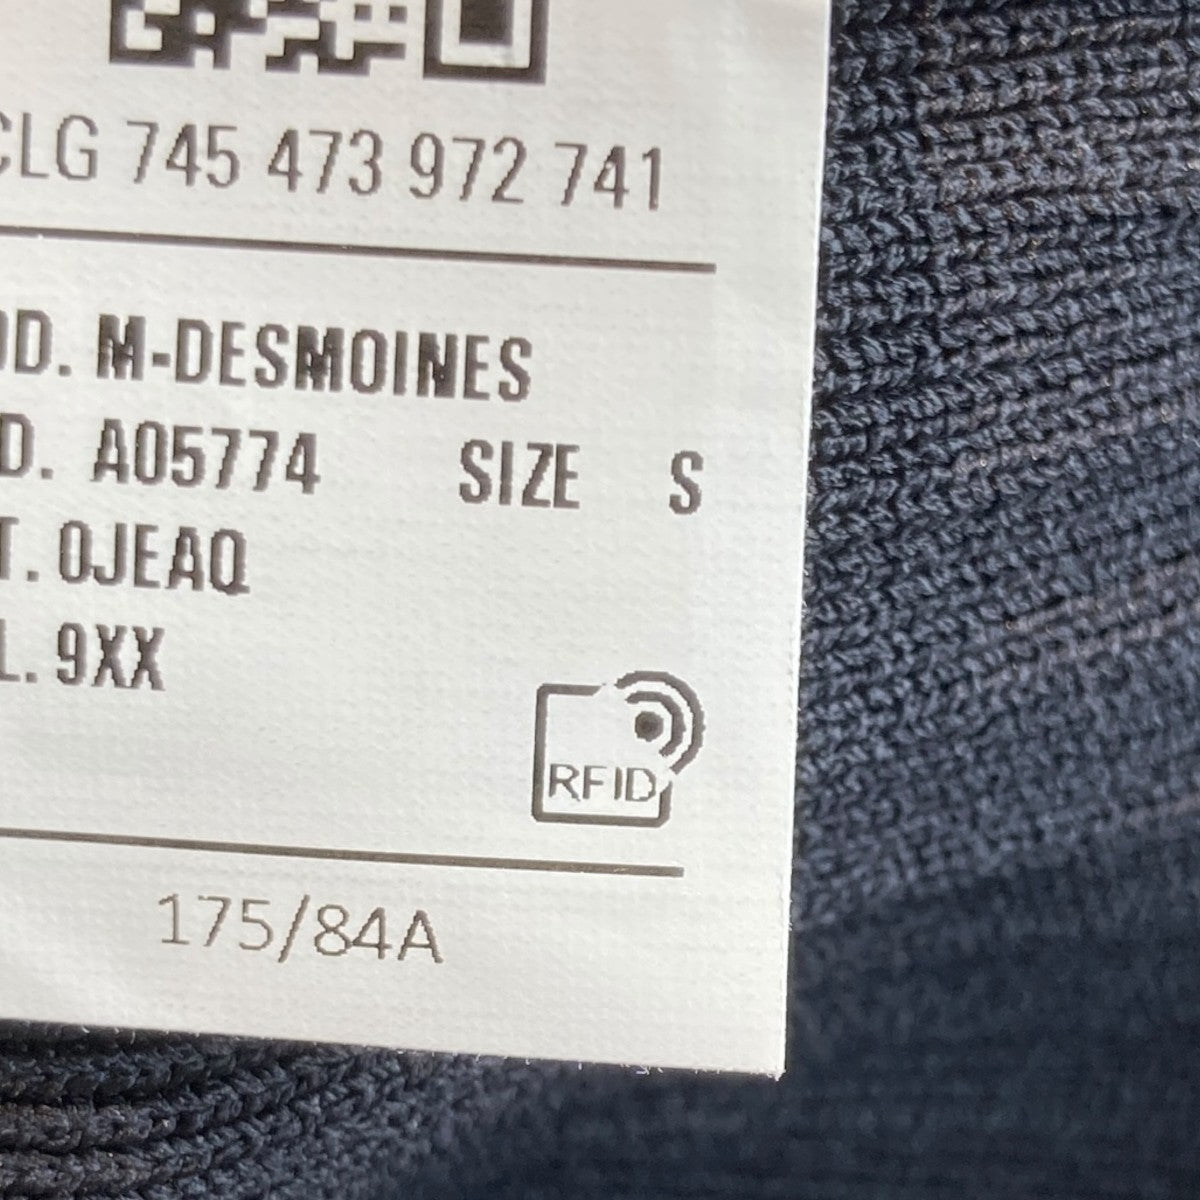 CLG 745 473 972 741
OD. M-DESMOINES
D. A05774 SIZE S
T. 0JEAQ
L. 9XX
RFID
175/84A